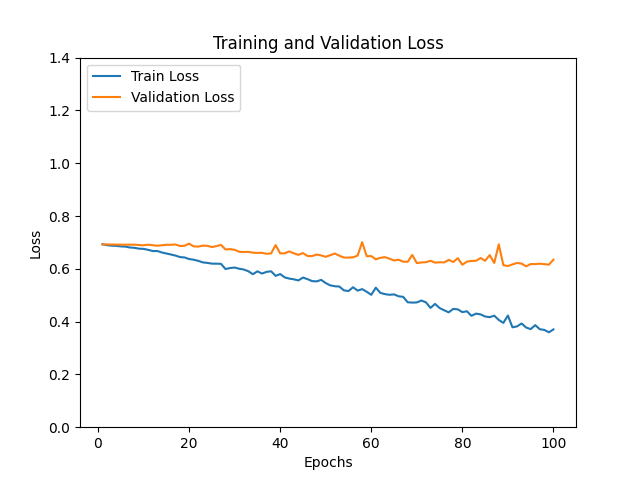 Training and Validation Loss
Train Loss
Validation Loss
1.4
1.2
1.0
0.8
0.6
0.4
0.2
0.0
Loss
0 20 40 60 80 100
Epochs